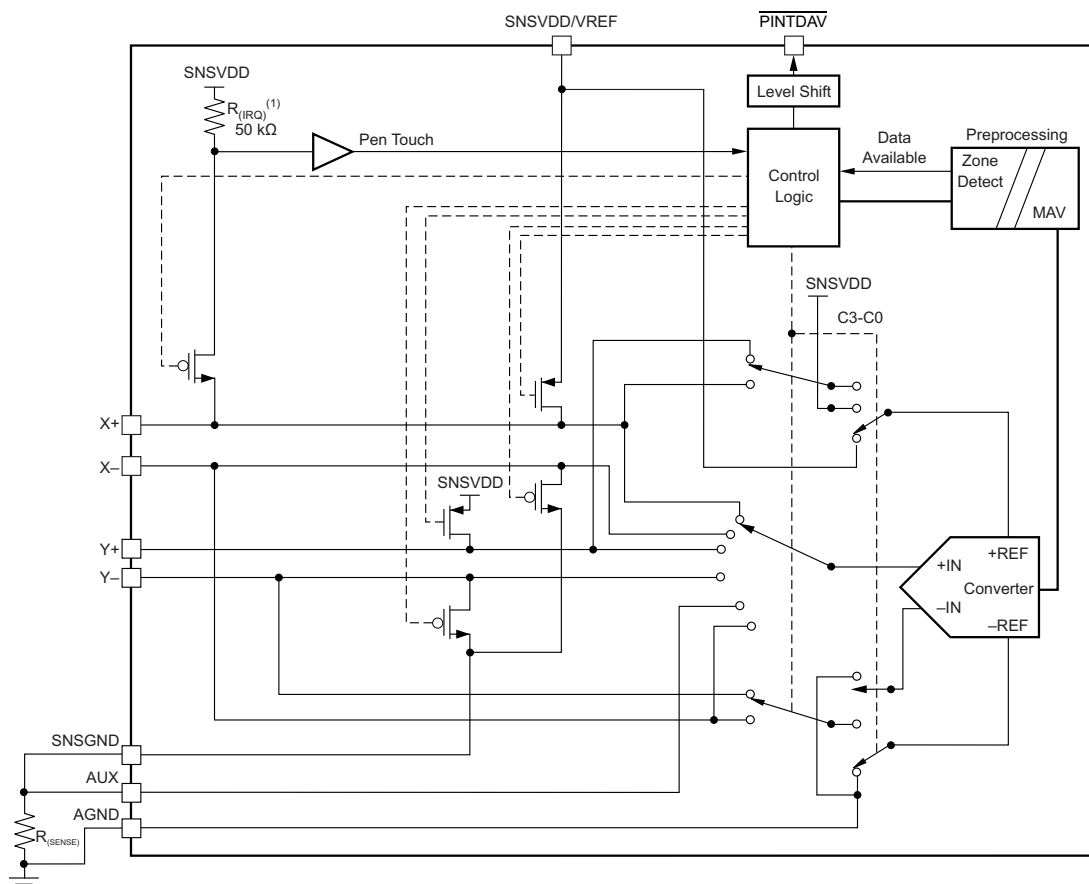 SNSVDD/VREF
PINTDAV
SNSVDD
R(IRQ)(1)
50 kΩ
Level Shift
Pen Touch
Control
Logic
Data
Available
Preprocessing
Zone
Detect
MAV
SNSVDD
C3-C0
X+
X–
SNSVDD
Y+
Y–
+IN
+REF
Converter
–IN
–REF
SNSGND
AUX
AGND
R(SENSE)